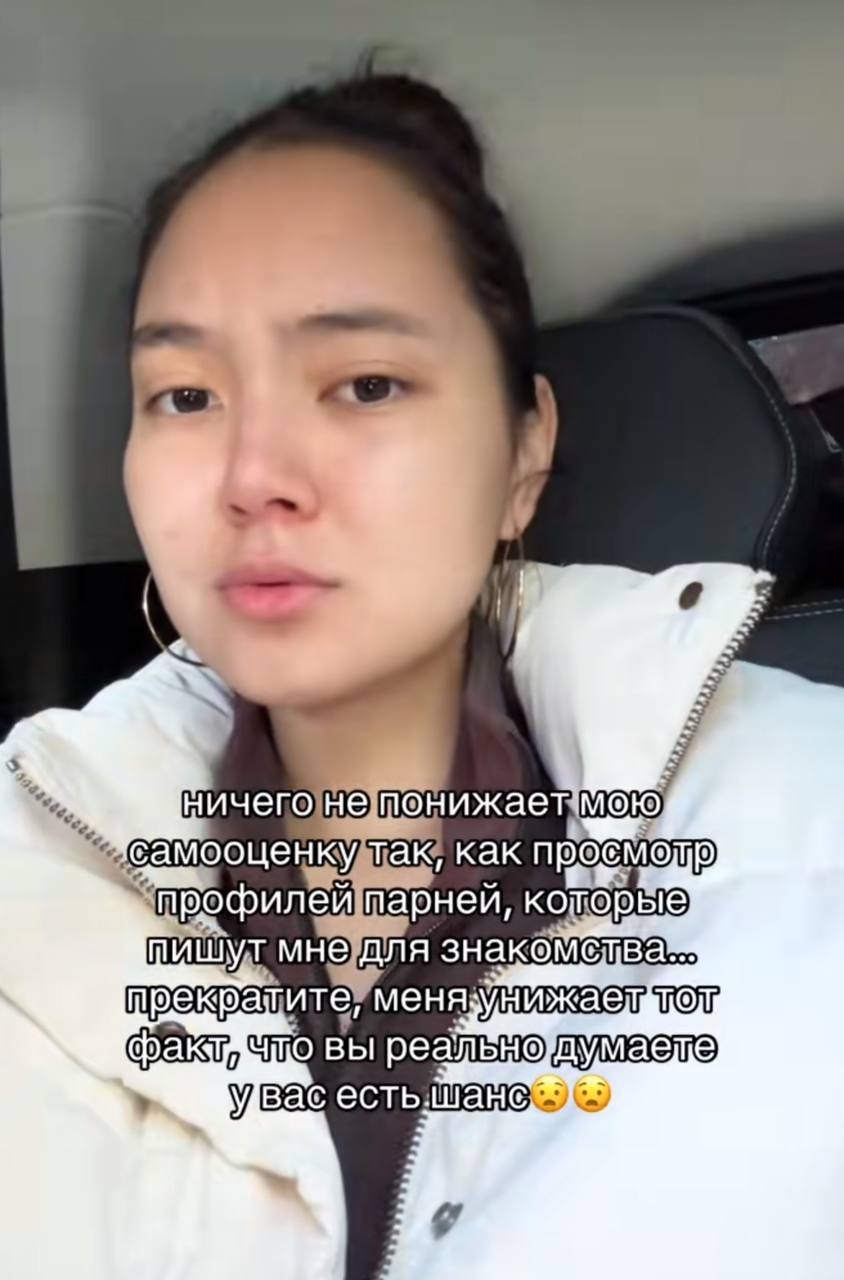 ничего не понижает мою
самооценку так, как просмотр
профилей парней, которые
пишут мне для знакомства...
прекратите, меня унижает тот
факт, что вы реально думаете
у вас есть шанс😧😧